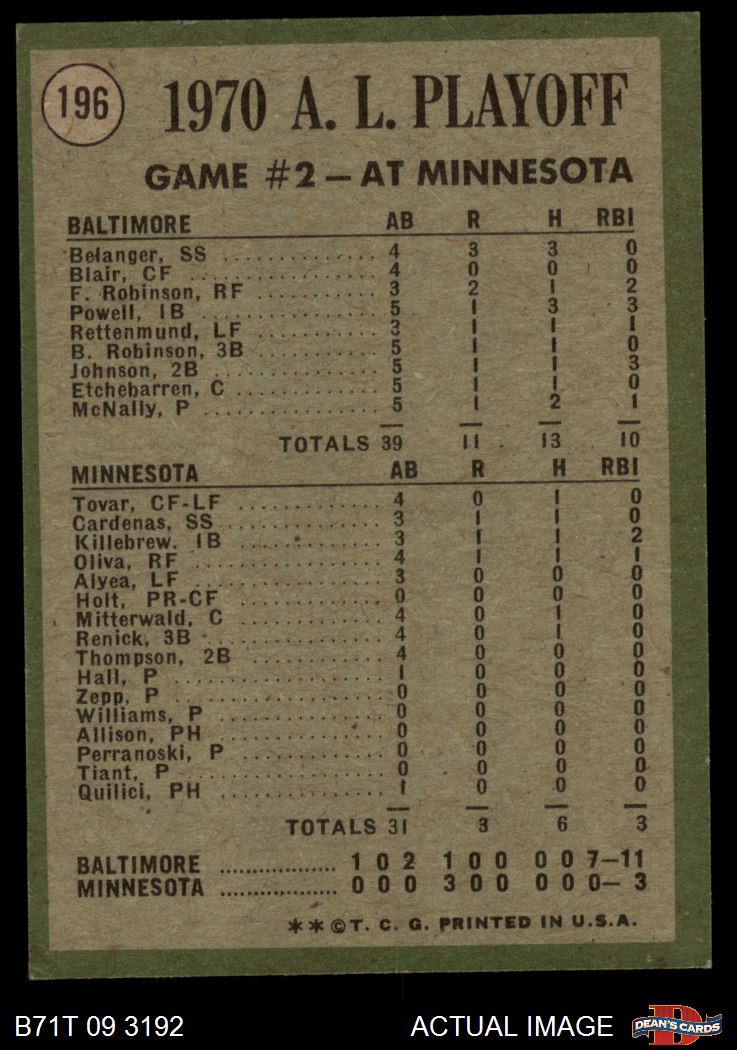 196
1970 A. L. PLAYOFF
GAME #2 – AT MINNESOTA
BALTIMORE AB R H RBI
Belanger, SS .............. 4 3 3 0
Blair, CF .............. 4 0 0 0
F. Robinson, RF .......... 3 2 1 2
Powell, 1B .............. 5 1 3 3
Rettenmund, LF .......... 3 1 1 1
B. Robinson, 3B .......... 5 1 1 0
Johnson, 2B .............. 5 1 1 3
Etchebarren, C .......... 5 1 1 0
McNally, P .............. 5 1 2 1
TOTALS 39 11 13 10
MINNESOTA AB R H RBI
Tovar, CF-LF .............. 4 0 1 0
Cardenas, SS .............. 3 1 1 0
Killebrew. 1B .............. 3 1 1 2
Oliva, RF .............. 4 1 1 1
Alyea, LF .............. 3 0 0 0
Holt, PR-CF .............. 0 0 0 0
Mitterwald, C .............. 4 0 1 0
Renick, 3B .............. 4 0 1 0
Thompson, 2B .............. 4 0 0 0
Hall, P .............. 1 0 0 0
Zepp, P .............. 0 0 0 0
Williams, P .............. 0 0 0 0
Allison, PH .............. 0 0 0 0
Perranoski, P .............. 0 0 0 0
Tiant, P .............. 0 0 0 0
Quilici, PH .............. 1 0 0 0
TOTALS 31 3 6 3
BALTIMORE .................. 1 0 2 1 0 0 0 0 7–11
MINNESOTA .................. 0 0 0 3 0 0 0 0 0– 3
**©T. C. G. PRINTED IN U.S.A.
B71T 09 3192 ACTUAL IMAGE DEAN'S CARDS